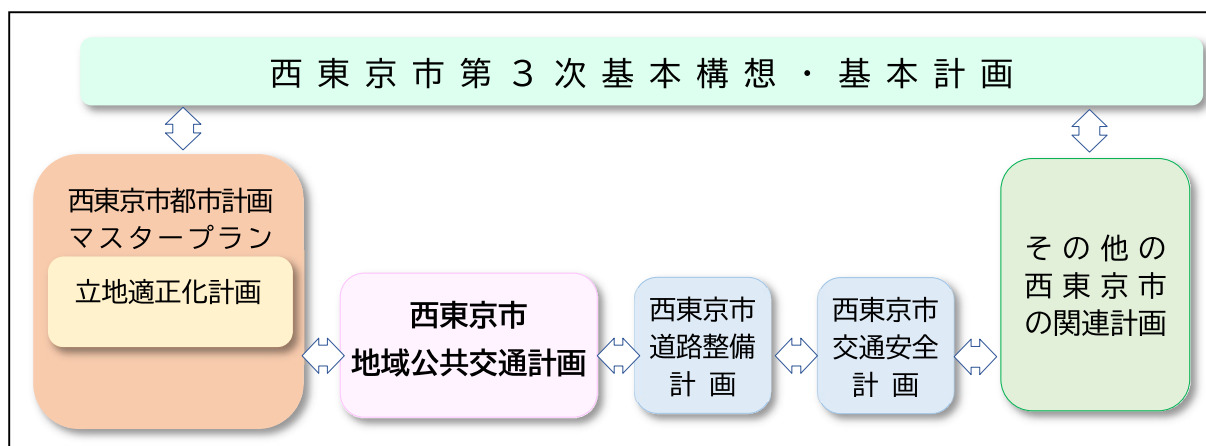 西東京市第３次基本構想・基本計画
西東京市都市計画
マスタープラン
立地適正化計画
西東京市
地域公共交通計画
西東京市
道路整備
計画
西東京市
交通安全
計画
その他の
西東京市
の関連計画